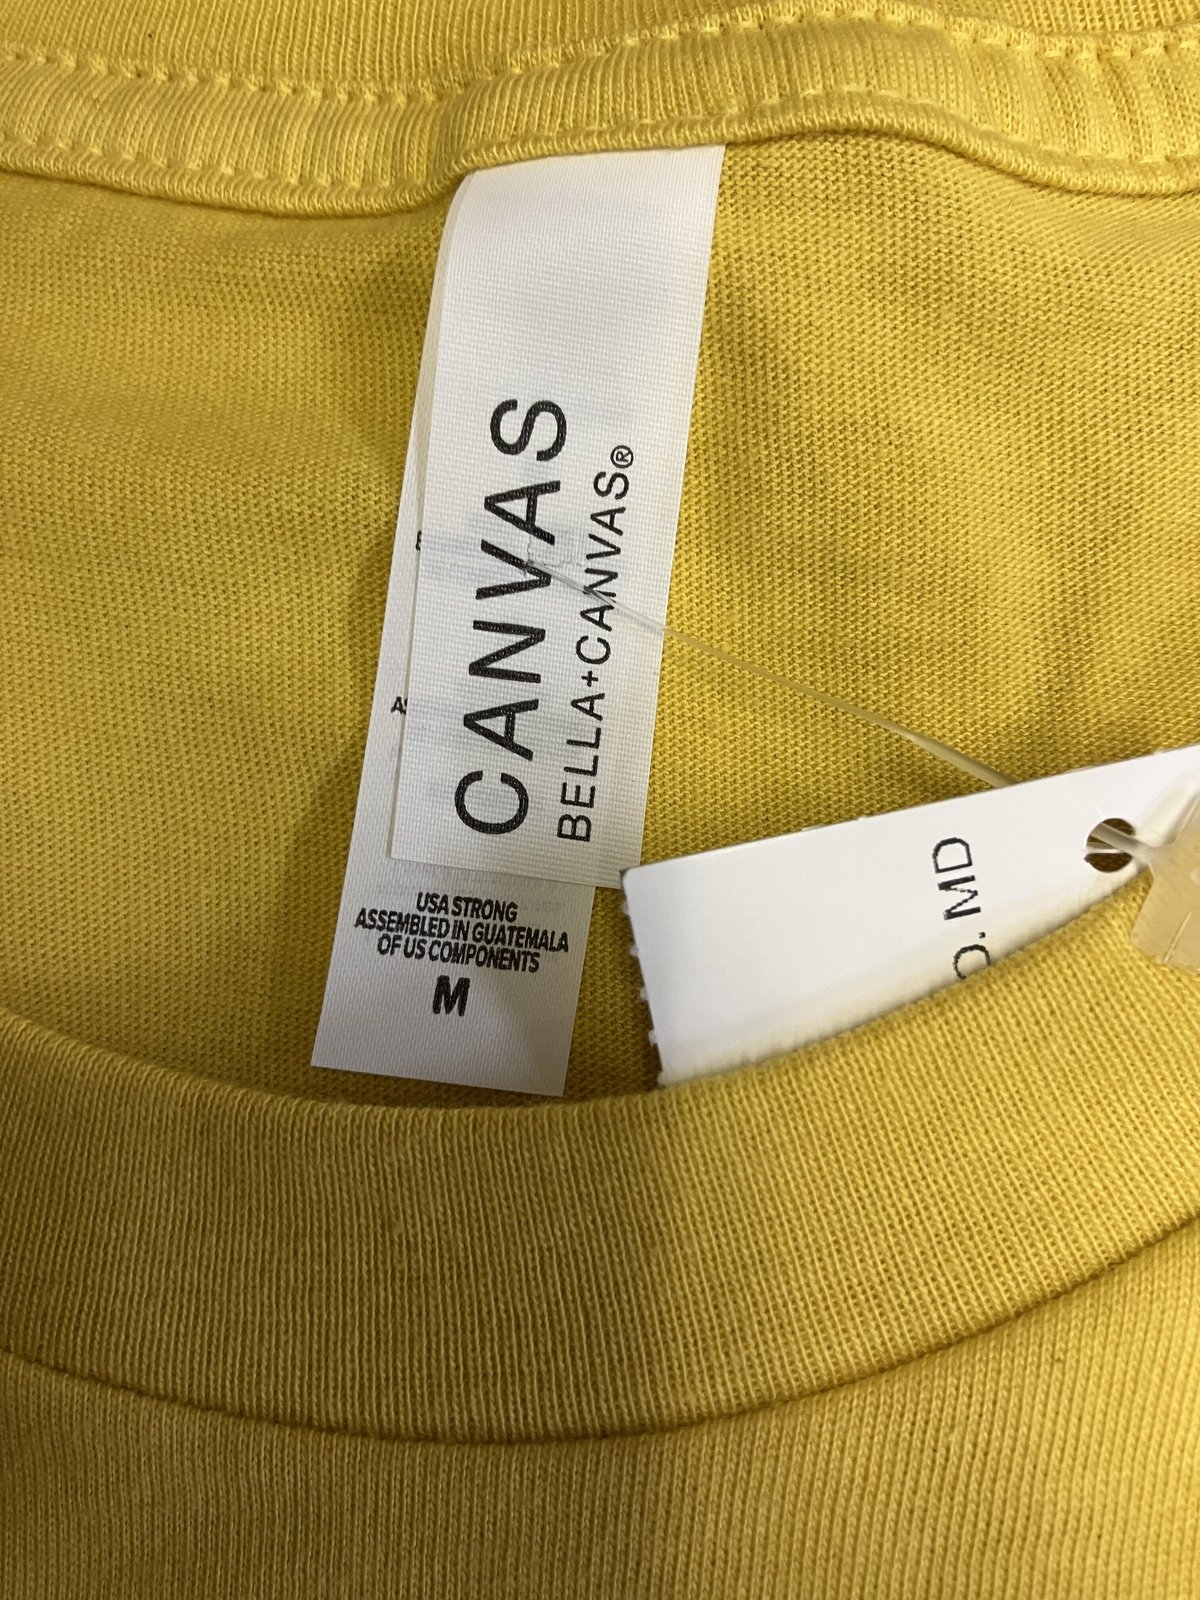 CANVAS
BELLA+CANVAS®
USA STRONG
ASSEMBLED IN GUATEMALA
OF US COMPONENTS
M
O. MD